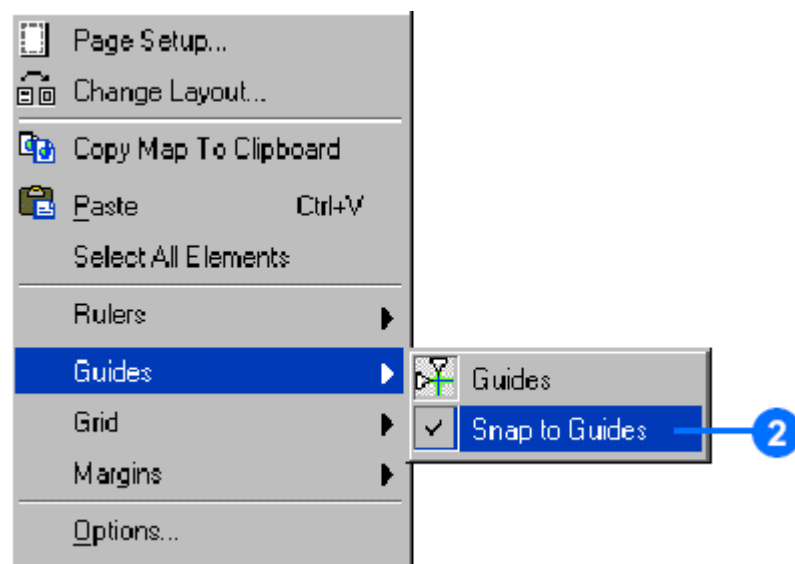 Page Setup...
Change Layout...
Copy Map To Clipboard
Paste Ctrl+V
Select All Elements
Rulers
Guides
Guides
Grid
Snap to Guides 2
Margins
Options...